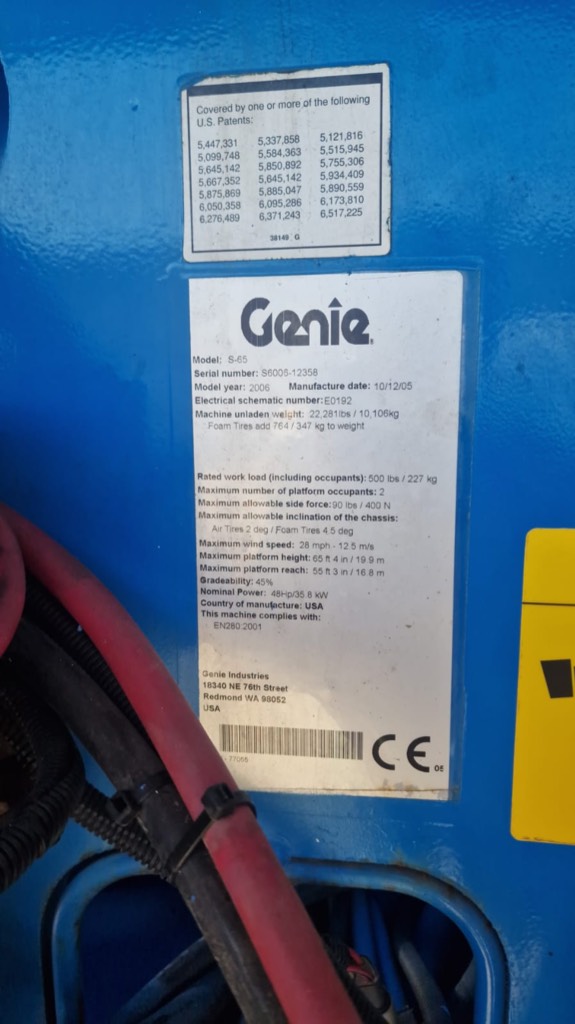 Covered by one or more of the following
U.S. Patents:
5,447,331 5,337,858 5,121,816
5,099,748 5,584,363 5,515,945
5,645,142 5,850,892 5,755,306
5,667,352 5,645,142 5,934,409
5,875,869 5,885,047 5,890,559
6,050,358 6,095,286 6,173,810
6,276,489 6,371,243 6,517,225
38149 G
Genie
Model: S-65
Serial number: S6006-12358
Model year: 2006 Manufacture date: 10/12/05
Electrical schematic number:E0192
Machine unladen weight: 22,281lbs / 10,106kg
Foam Tires add 764 / 347 kg to weight
Rated work load (including occupants): 500 lbs / 227 kg
Maximum number of platform occupants: 2
Maximum allowable side force:90 lbs / 400 N
Maximum allowable inclination of the chassis:
Air Tires 2 deg / Foam Tires 4.5 deg
Maximum wind speed: 28 mph - 12.5 m/s
Maximum platform height: 65 ft 4 in / 19.9 m
Maximum platform reach: 55 ft 3 in / 16.8 m
Gradeability: 45%
Nominal Power: 48Hp/35.8 kW
Country of manufacture: USA
This machine complies with:
EN280:2001
Genie Industries
18340 NE 76th Street
Redmond WA 98052
USA
- 77055
CE 05